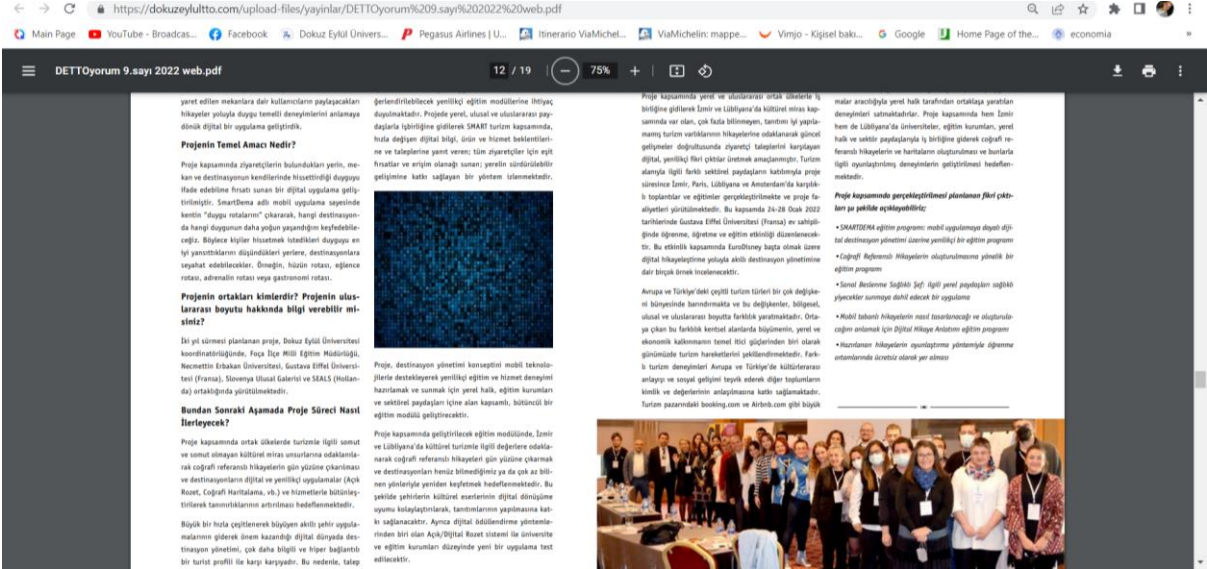 https://dokuzeylultto.com/upload-files/yayinlar/DETTOyorum%209.sayı%202022%20web.pdf
Main Page
YouTube - Broadcas...
Facebook
Dokuz Eylül Ünivers...
Pegasus Airlines | U...
Itinerario ViaMichel...
ViaMichelin: mappe...
Vimjo - Kişisel bakı...
Google
Home Page of the...
economia
»
DETTOyorum 9.sayı 2022 web.pdf
12 / 19
75%
yaret edilen mekanlara dair kullanıcıların paylaşacakları
hikayeler yoluyla duygu temelli deneyimlerini anlamaya
dönük dijital bir uygulama geliştirdik.
Projenin Temel Amacı Nedir?
Proje kapsamında ziyaretçilerin bulundukları yerin, me-
kan ve destinasyonun kendilerinde hissettirdiği duyguyu
ifade edebilme fırsatı sunan bir dijital uygulama geliş-
tirilmiştir. SmartDema adlı mobil uygulama sayesinde
kentin "duygu rotalarını" çıkararak, hangi destinasyon-
da hangi duygunun daha yoğun yaşandığını keşfedebile-
ceğiz. Böylece kişiler hissetmek istedikleri duyguyu en
iyi yansıttıklarını düşündükleri yerlere, destinasyonlara
seyahat edebilecekler. Örneğin, hüzün rotası, eğlence
rotası, adrenalin rotası veya gastronomi rotası.
Projenin ortakları kimlerdir? Projenin ulus-
lararası boyutu hakkında bilgi verebilir mi-
siniz?
İki yıl sürmesi planlanan proje, Dokuz Eylül Üniversitesi
koordinatörlüğünde, Foça İlçe Milli Eğitim Müdürlüğü,
Necmettin Erbakan Üniversitesi, Gustava Eiffel Üniversi-
tesi (Fransa), Slovenya Ulusal Galerisi ve SEALS (Hollan-
da) ortaklığında yürütülmektedir.
Bundan Sonraki Aşamada Proje Süreci Nasıl
İlerleyecek?
Proje kapsamında ortak ülkelerde turizmle ilgili somut
ve somut olmayan kültürel miras unsurlarına odaklanıla-
rak coğrafi referanslı hikayelerin gün yüzüne çıkarılması
ve destinasyonların dijital ve yenilikçi uygulamalar (Açık
Rozet, Coğrafi Haritalama, vb.) ve hizmetlerle bütünleş-
tirilerek tanınırlıklarının artırılması hedeflenmektedir.
Büyük bir hızla çeşitlenerek büyüyen akıllı şehir uygula-
malarının giderek önem kazandığı dijital dünyada des-
tinasyon yönetimi, çok daha bilgili ve hiper bağlantılı
bir turist profili ile karşı karşıyadır. Bu nedenle, talep
ğerlendirilebilecek yenilikçi eğitim modüllerine ihtiyaç
duyulmaktadır. Projede yerel, ulusal ve uluslararası pay-
daşlarla işbirliğine gidilerek SMART turizm kapsamında,
hızla değişen dijital bilgi, ürün ve hizmet beklentileri-
ne ve taleplerine yanıt veren; tüm ziyaretçiler için eşit
fırsatlar ve erişim olanağı sunan; yerelin sürdürülebilir
gelişimine katkı sağlayan bir yöntem izlenmektedir.
Proje, destinasyon yönetimi konseptini mobil teknolo-
jilerle destekleyerek yenilikçi eğitim ve hizmet deneyimi
hazırlamak ve sunmak için yerel halk, eğitim kurumları
ve sektörel paydaşları içine alan kapsamlı, bütüncül bir
eğitim modülü geliştirecektir.
Proje kapsamında geliştirilecek eğitim modülünde, İzmir
ve Lübliyana'da kültürel turizmle ilgili değerlere odakla-
narak coğrafi referanslı hikayeleri gün yüzüne çıkarmak
ve destinasyonları henüz bilmediğimiz ya da çok az bili-
nen yönleriyle yeniden keşfetmek hedeflenmektedir. Bu
şekilde şehirlerin kültürel eserlerinin dijital dönüşüme
uyumu kolaylaştırılarak, tanıtımlarının yapılmasına kat-
kı sağlanacaktır. Ayrıca dijital ödüllendirme yöntemle-
rinden biri olan Açık/Dijital Rozet sistemi ile üniversite
ve eğitim kurumları düzeyinde yeni bir uygulama test
edilecektir.
Proje kapsamında yerel ve uluslararası ortak ülkelerle iş
birliğine gidilerek İzmir ve Lübliyana'da kültürel miras kap-
samında var olan, çok fazla bilinmeyen, tanıtımı iyi yapıla-
mamış turizm varlıklarının hikayelerine odaklanarak güncel
gelişmeler doğrultusunda ziyaretçi taleplerini karşılayan
dijital, yenilikçi fikri çıktılar üretmek amaçlanmıştır. Turizm
alanıyla ilgili farklı sektörel paydaşların katılımıyla proje
süresince İzmir, Paris, Lübliyana ve Amsterdam'da karşılık-
lı toplantılar ve eğitimler gerçekleştirilmekte ve proje fa-
aliyetleri yürütülmektedir. Bu kapsamda 24-28 Ocak 2022
tarihlerinde Gustava Eiffel Üniversitesi (Fransa) ev sahipli-
ğinde öğrenme, öğretme ve eğitim etkinliği düzenlenecek-
tir. Bu etkinlik kapsamında EuroDisney başta olmak üzere
dijital hikayeleştirme yoluyla akıllı destinasyon yönetimine
dair birçok örnek incelenecektir.
Avrupa ve Türkiye'deki çeşitli turizm türleri bir çok değişke-
ni bünyesinde barındırmakta ve bu değişkenler, bölgesel,
ulusal ve uluslararası boyutta farklılık yaratmaktadır. Orta-
ya çıkan bu farklılık kentsel alanlarda büyümenin, yerel ve
ekonomik kalkınmanın temel itici güçlerinden biri olarak
günümüzde turizm hareketlerini şekillendirmektedir. Fark-
lı turizm deneyimleri Avrupa ve Türkiye'de kültürlerarası
anlayışı ve sosyal gelişimi teşvik ederek diğer toplumların
kimlik ve değerlerinin anlaşılmasına katkı sağlamaktadır.
Turizm pazarındaki booking.com ve Airbnb.com gibi büyük
malar aracılığıyla yerel halk tarafından ortaklaşa yaratılan
deneyimleri satmaktadırlar. Proje kapsamında hem İzmir
hem de Lübliyana'da üniversiteler, eğitim kurumları, yerel
halk ve sektör paydaşlarıyla iş birliğine giderek coğrafi re-
feranslı hikayelerin ve haritaların oluşturulması ve bunlarla
ilgili oyunlaştırılmış deneyimlerin geliştirilmesi hedeflen-
mektedir.
Proje kapsamında gerçekleştirilmesi planlanan fikri çıktı-
ları şu şekilde açıklayabiliriz;
•SMARTDEMA eğitim programı: mobil uygulamaya dayalı diji-
tal destinasyon yönetimi üzerine yenilikçi bir eğitim programı
•Coğrafi Referanslı Hikayelerin oluşturulmasına yönelik bir
eğitim programı
•Sanal Beslenme Sağlıklı Şef: ilgili yerel paydaşları sağlıklı
yiyecekler sunmaya dahil edecek bir uygulama
•Mobil tabanlı hikayelerin nasıl tasarlanacağı ve oluşturula-
cağını anlamak için Dijital Hikaye Anlatımı eğitim programı
•Hazırlanan hikayelerin oyunlaştırma yöntemiyle öğrenme
ortamlarında ücretsiz olarak yer alması